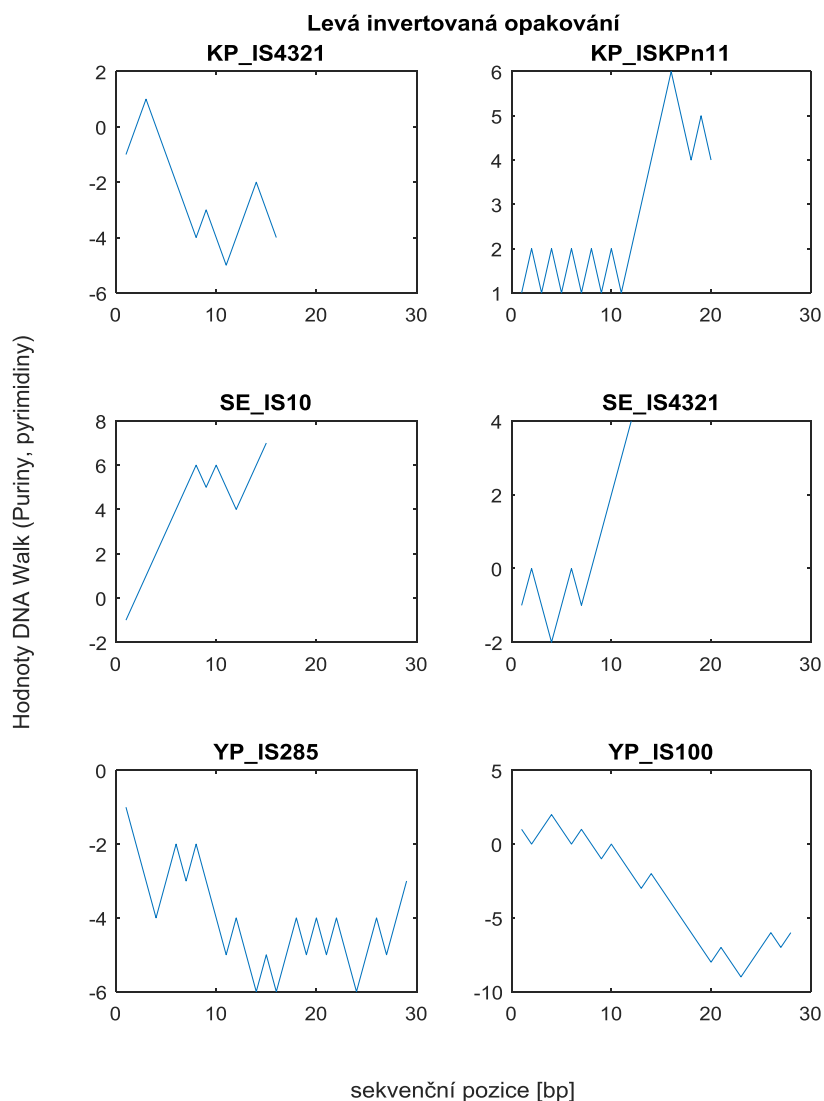 Levá invertovaná opakování
KP_IS4321
KP_ISKPn11
2
0
-2
-4
-6
0 10 20 30
6
5
4
3
2
1
0 10 20 30
SE_IS10
SE_IS4321
8
6
4
2
0
-2
0 10 20 30
4
2
0
-2
0 10 20 30
YP_IS285
YP_IS100
0
-2
-4
-6
0 10 20 30
5
0
-5
-10
0 10 20 30
Hodnoty DNA Walk (Puriny, pyrimidiny)
sekvenční pozice [bp]